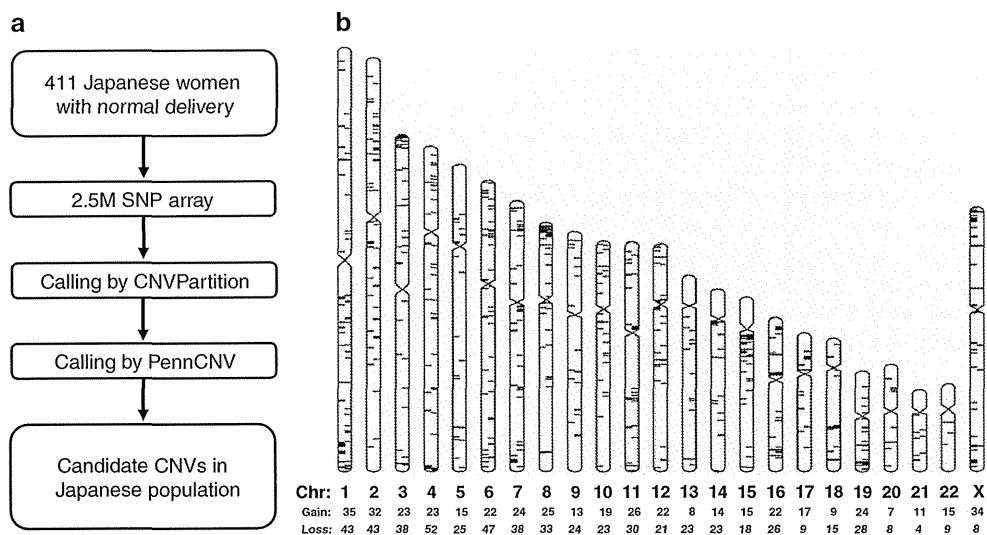 a
411 Japanese women
with normal delivery
2.5M SNP array
Calling by CNVPartition
Calling by PennCNV
Candidate CNVs in
Japanese population
b
Chr: 1 2 3 4 5 6 7 8 9 10 11 12 13 14 15 16 17 18 19 20 21 22 X
Gain: 35 32 23 23 15 22 24 25 13 19 26 22 8 14 15 22 17 9 24 7 11 15 34
Loss: 43 43 38 52 25 47 38 33 24 23 30 21 23 23 18 26 9 15 28 8 4 9 8